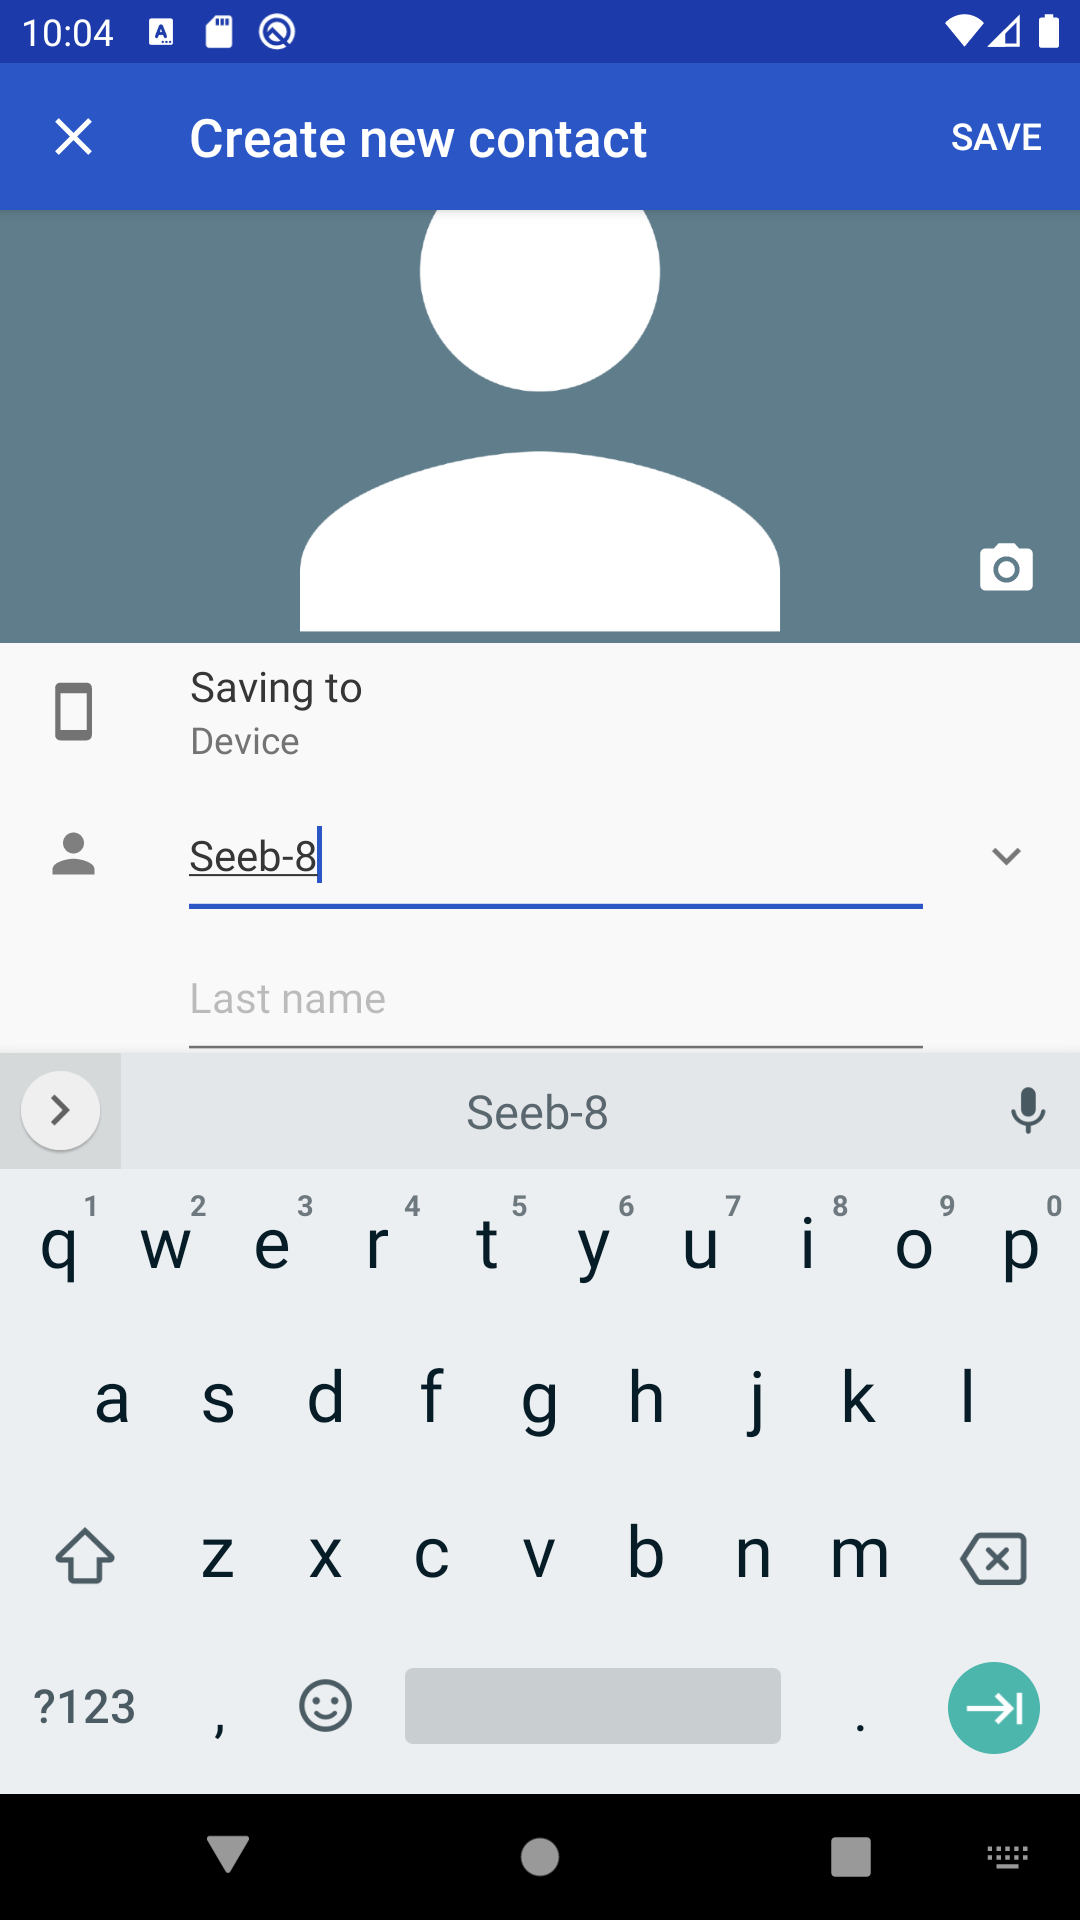 10:04
Create new contact
SAVE
Saving to
Device
Seeb-8
Last name
Seeb-8
1 2 3 4 5 6 7 8 9 0
q w e r t y u i o p
a s d f g h j k l
z x c v b n m
?123 , .